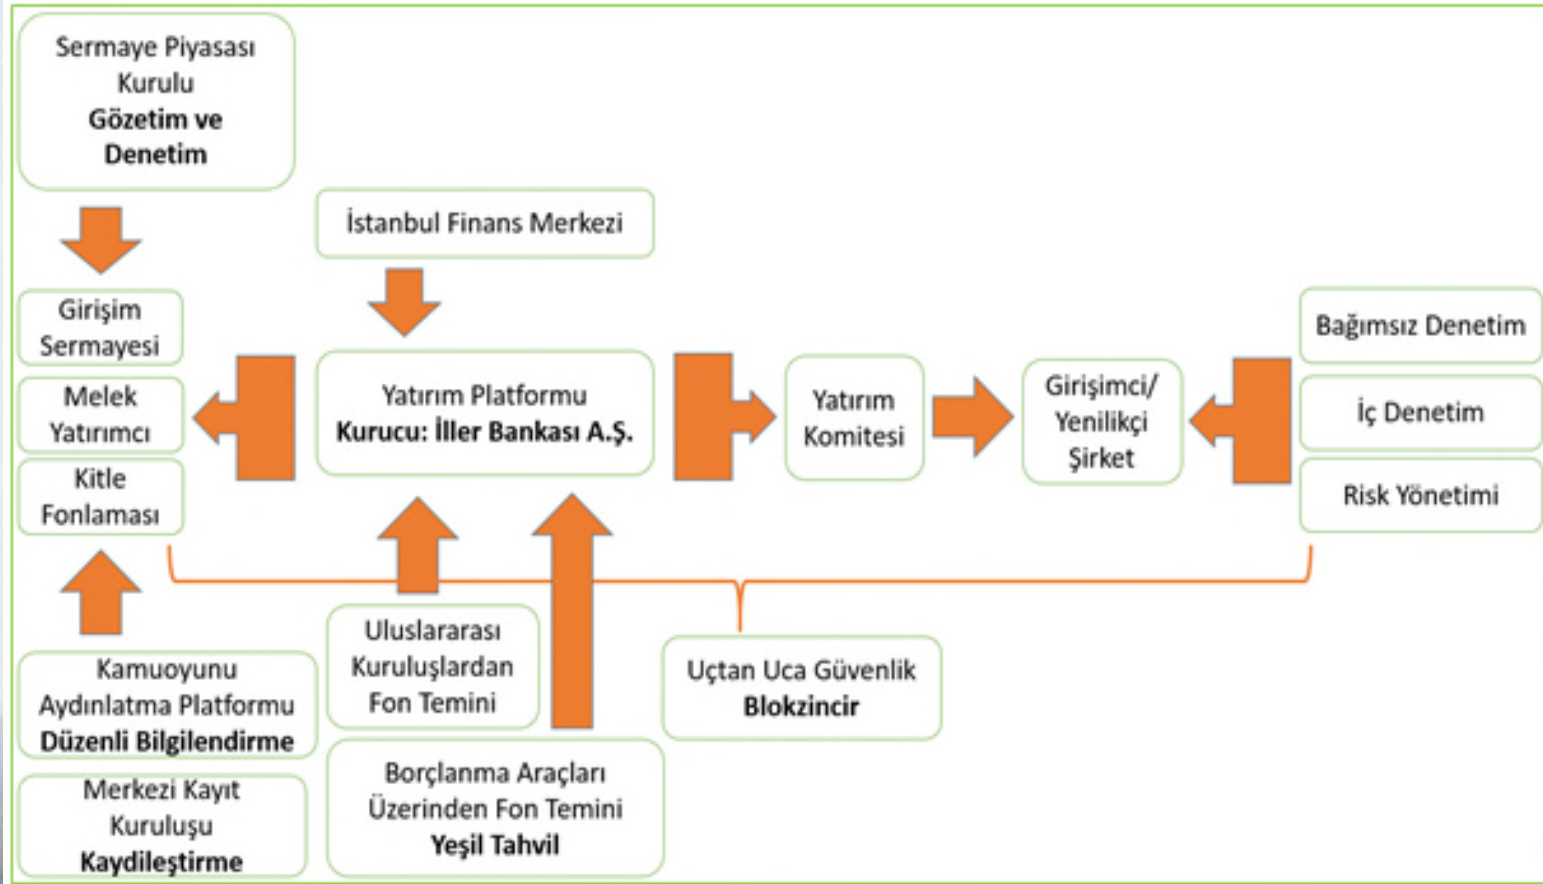 Sermaye Piyasası
Kurulu
Gözetim ve
Denetim
İstanbul Finans Merkezi
Girişim
Sermayesi
Melek
Yatırımcı
Kitle
Fonlaması
Yatırım Platformu
Kurucu: İller Bankası A.Ş.
Yatırım
Komitesi
Girişimci/
Yenilikçi
Şirket
Bağımsız Denetim
İç Denetim
Risk Yönetimi
Kamuoyunu
Aydınlatma Platformu
Düzenli Bilgilendirme
Merkezi Kayıt
Kuruluşu
Kaydileştirme
Uluslararası
Kuruluşlardan
Fon Temini
Borçlanma Araçları
Üzerinden Fon Temini
Yeşil Tahvil
Uçtan Uca Güvenlik
Blokzincir